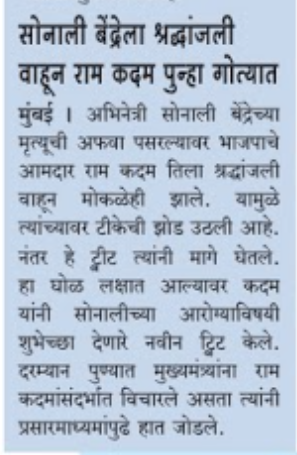 सोनाली बेंद्रेला श्रद्धांजली
वाहून राम कदम पुन्हा गोत्यात
मुंबई । अभिनेत्री सोनाली बेंद्रेच्या
मृत्यूची अफवा पसरल्यावर भाजपाचे
आमदार राम कदम तिला श्रद्धांजली
वाहून मोकळेही झाले. यामुळे
त्यांच्यावर टीकेची झोड उठली आहे.
नंतर हे ट्वीट त्यांनी मागे घेतले.
हा घोळ लक्षात आल्यावर कदम
यांनी सोनालीच्या आरोग्याविषयी
शुभेच्छा देणारे नवीन ट्विट केले.
दरम्यान पुण्यात मुख्यमंत्र्यांना राम
कदमांसंदर्भात विचारले असता त्यांनी
प्रसारमाध्यमांपुढे हात जोडले.